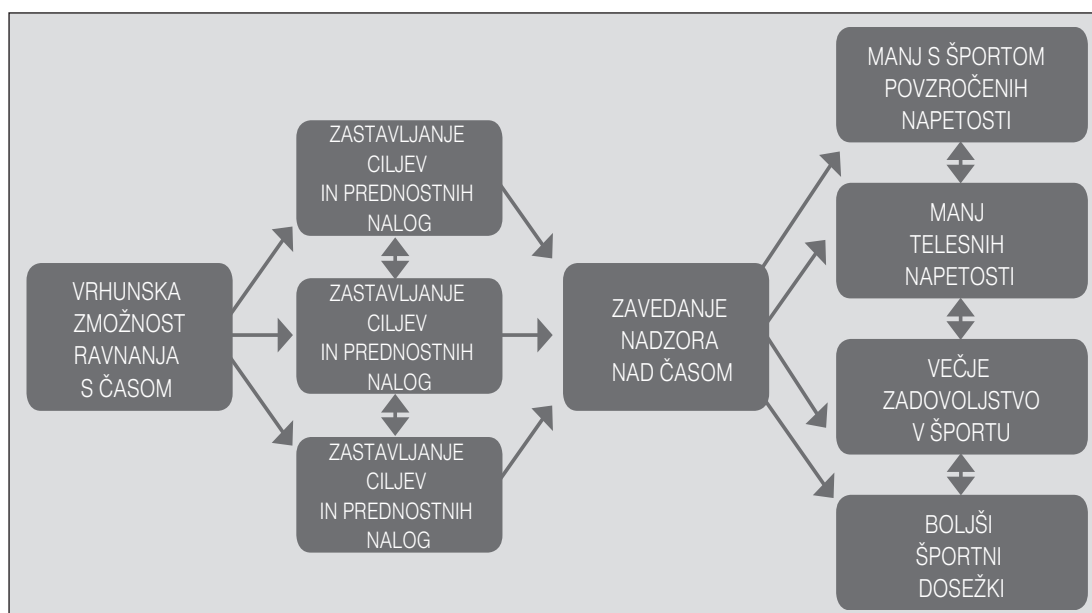 VRHUNSKA
ZMOŽNOST
RAVNANJA
S ČASOM
ZASTAVLJANJE
CILJEV
IN PREDNOSTNIH
NALOG
ZASTAVLJANJE
CILJEV
IN PREDNOSTNIH
NALOG
ZASTAVLJANJE
CILJEV
IN PREDNOSTNIH
NALOG
ZAVEDANJE
NADZORA
NAD ČASOM
MANJ S ŠPORTOM
POVZROČENIH
NAPETOSTI
MANJ
TELESNIH
NAPETOSTI
VEČJE
ZADOVOLJSTVO
V ŠPORTU
BOLJŠI
ŠPORTNI
DOSEŽKI